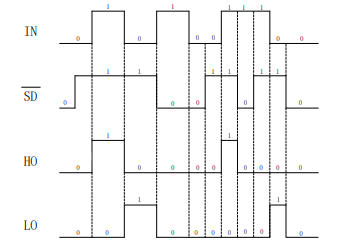 IN 0 1 0 1 0 0 1 1 1 0 0
SD 0 1 1 0 0 1 1 0 1 1 0
HO 0 1 0 0 0 0 1 0 0 0 0
LO 0 0 1 0 0 0 0 0 0 1 0